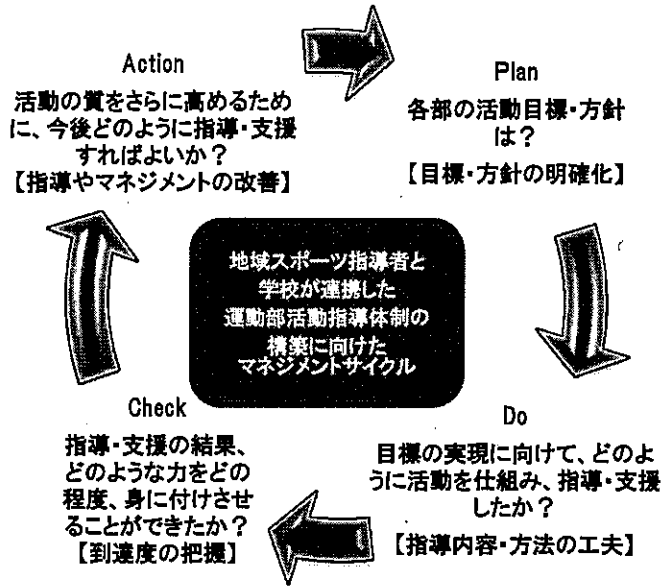 Action
活動の質をさらに高めるため
に、今後どのように指導・支援
すればよいか？
【指導やマネジメントの改善】
Plan
各部の活動目標・方針
は？
【目標・方針の明確化】
地域スポーツ指導者と
学校が連携した
運動部活動指導体制の
構築に向けた
マネジメントサイクル
Check
指導・支援の結果、
どのような力をどの
程度、身に付けさせ
ることができたか？
【到達度の把握】
Do
目標の実現に向けて、どのよ
うに活動を仕組み、指導・支援
したか？
【指導内容・方法の工夫】